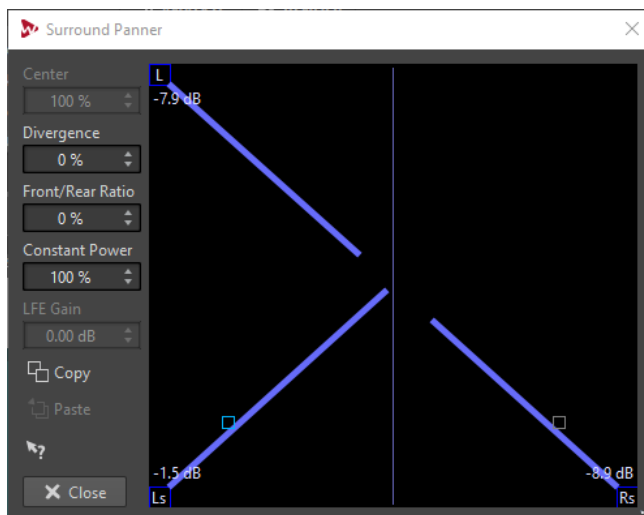 Surround Panner
Center
100 %
Divergence
0 %
Front/Rear Ratio
0 %
Constant Power
100 %
LFE Gain
0.00 dB
Copy
Paste
?
Close
L
-7.9 dB
-1.5 dB
-8.9 dB
Ls
Rs